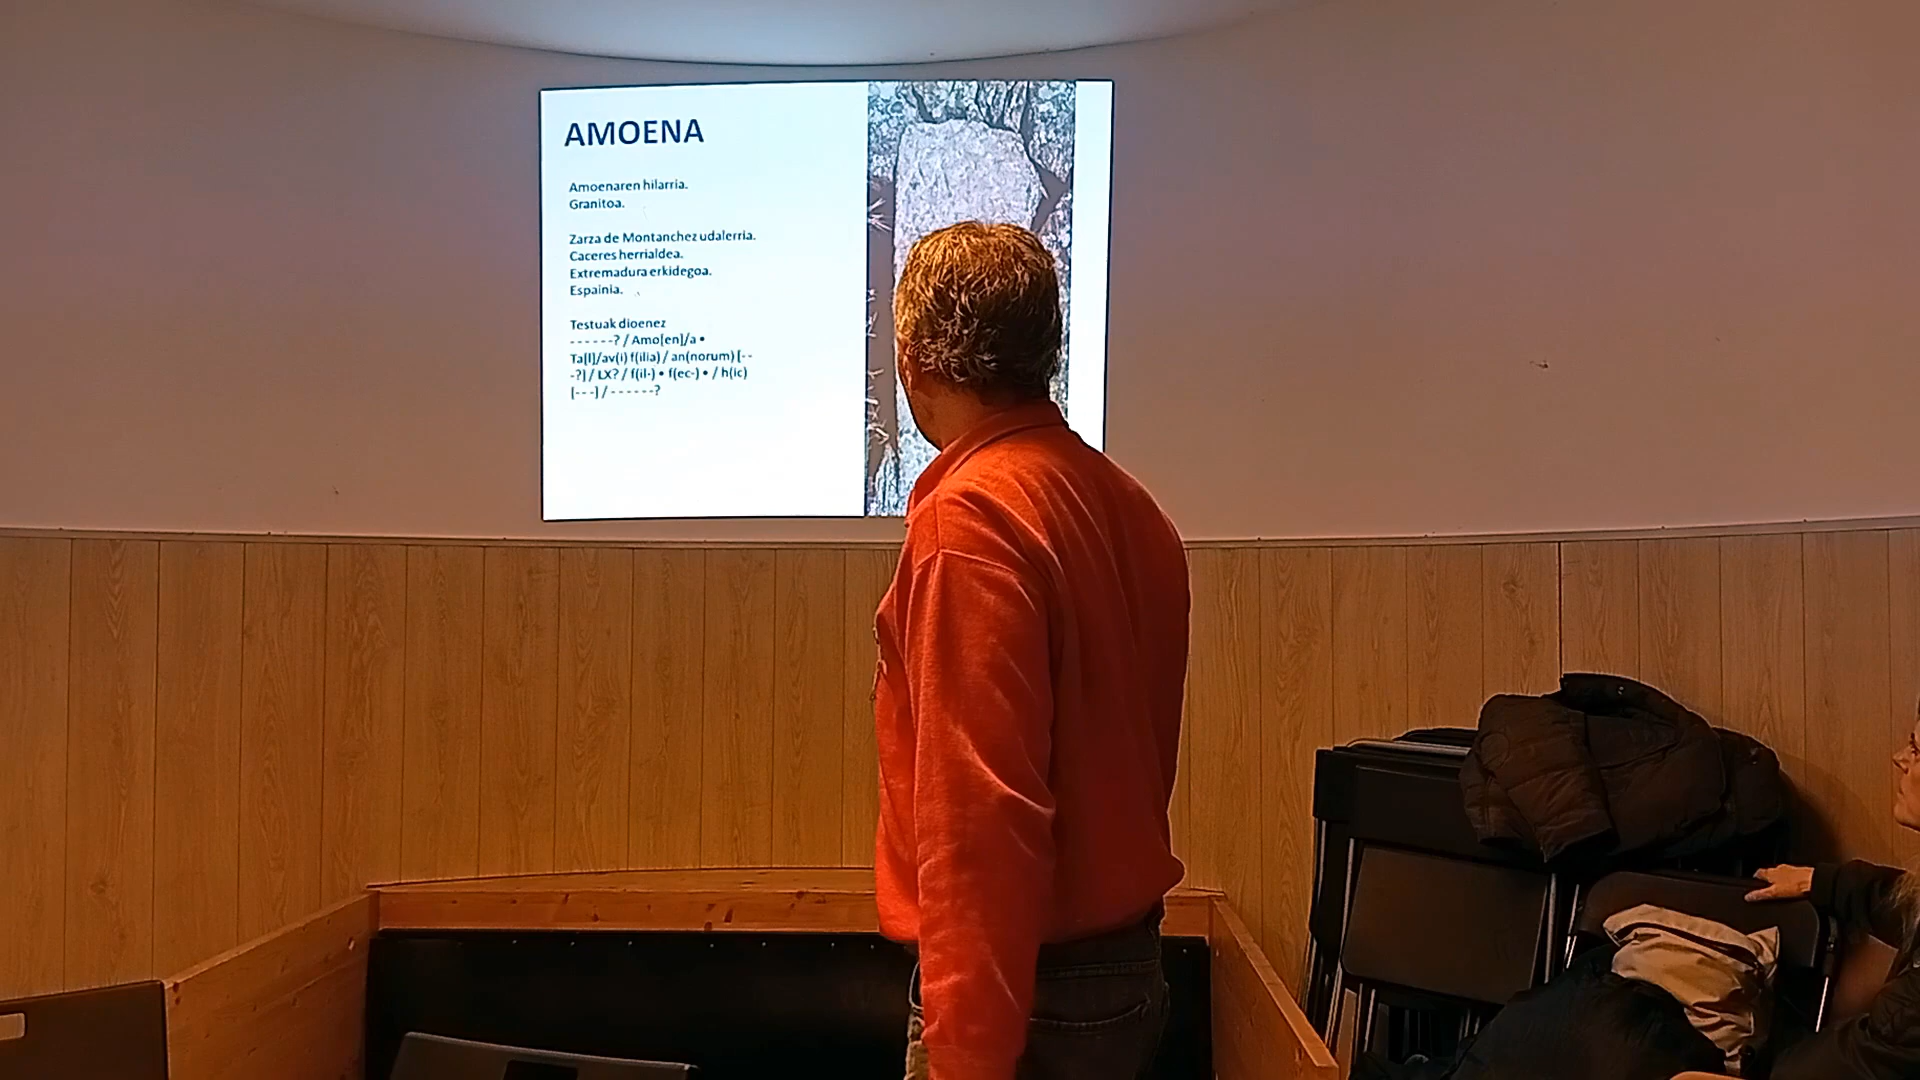 AMOENA
Amoenaren hilarria.
Granitoa.
Zarza de Montanchez udalerria.
Caceres herrialdea.
Extremadura erkidegoa.
Espainia.
Testuak dioenez
------? / Amo[en]/a •
Ta[l]/av(i) f(ilia) / an(norum) [--
-?] / LX? / f(il-) • f(ec-) • / h(ic)
[---] / ------?